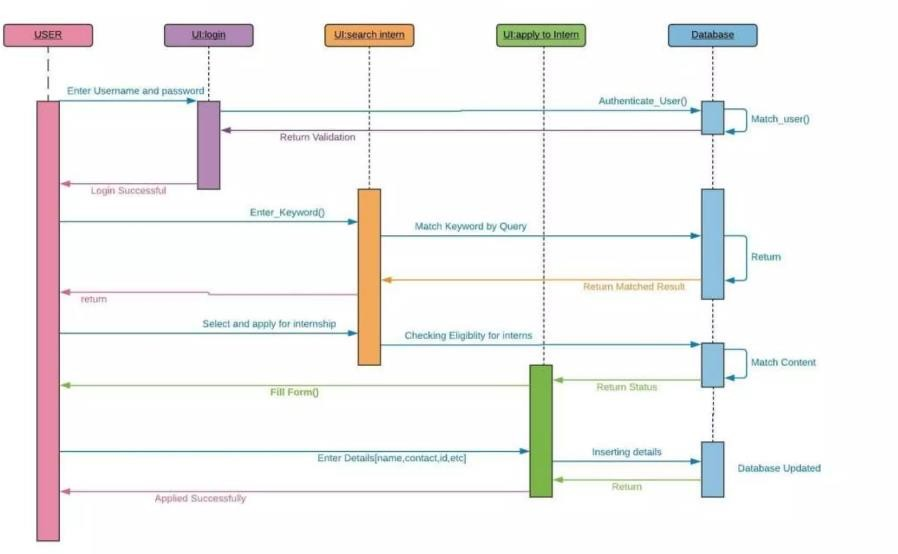 USER
UI:login
UI:search intern
UI:apply to Intern
Database
Enter Username and password
Authenticate_User()
Match_user()
Return Validation
Login Successful
Enter_Keyword()
Match Keyword by Query
Return
Return Matched Result
return
Select and apply for internship
Checking Eligiblity for interns
Match Content
Return Status
Fill Form()
Enter Details[name,contact,id,etc]
Inserting details
Database Updated
Return
Applied Successfully